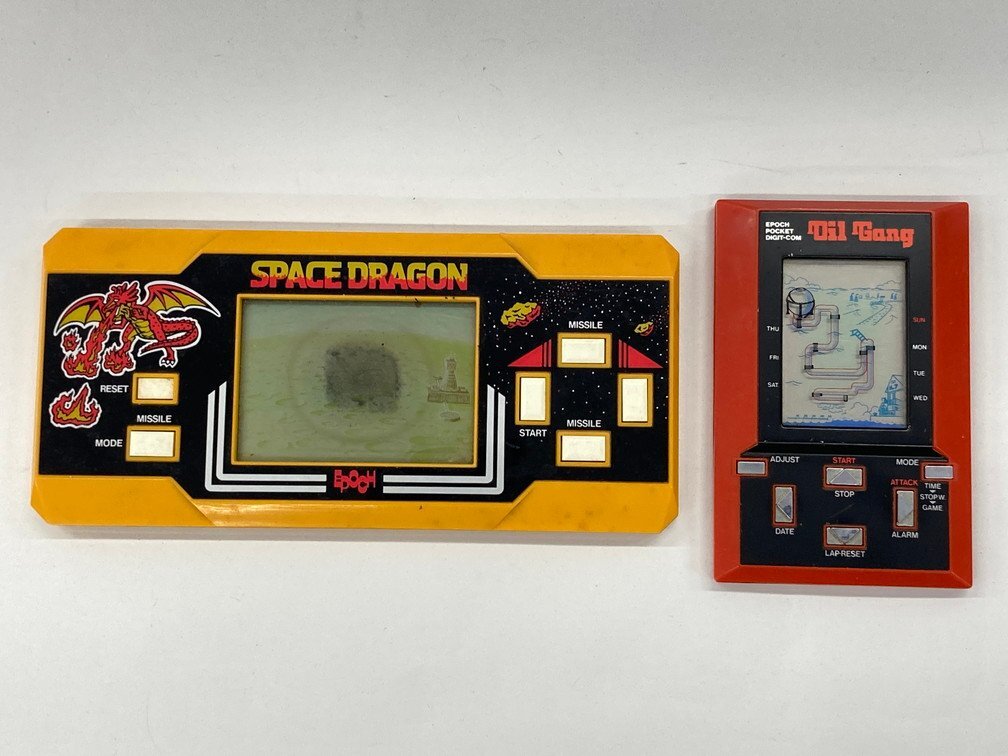 SPACE DRAGON
RESET
MISSILE
MODE
MISSILE
START
MISSILE
EPOCH
EPOCH
POCKET
DIGIT-COM
Oil Gang
THU
FRI
SAT
SUN
MON
TUE
WED
ADJUST
START
STOP
MODE
TIME
STOP W.
GAME
ATTACK
ALARM
DATE
LAP·RESET